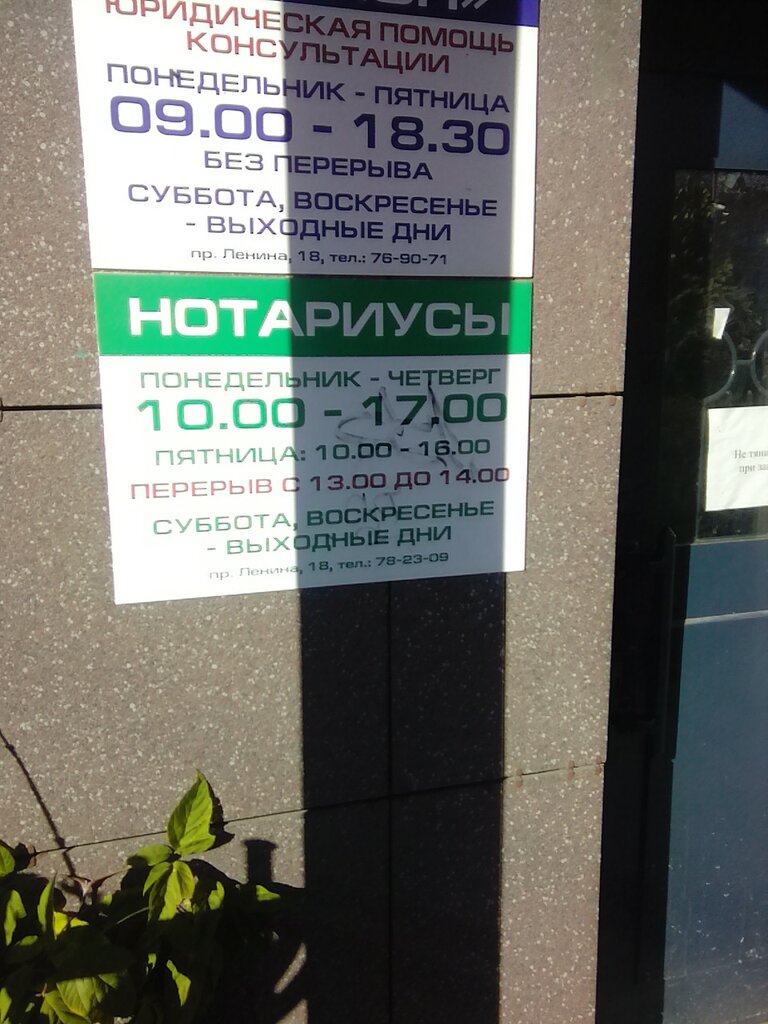 ЮРИДИЧЕСКАЯ ПОМОЩЬ
КОНСУЛЬТАЦИИ
ПОНЕДЕЛЬНИК - ПЯТНИЦА
09.00 - 18.30
БЕЗ ПЕРЕРЫВА
СУББОТА, ВОСКРЕСЕНЬЕ
- ВЫХОДНЫЕ ДНИ
пр. Ленина, 18, тел.: 76-90-71
НОТАРИУСЫ
ПОНЕДЕЛЬНИК - ЧЕТВЕРГ
10.00 - 17.00
ПЯТНИЦА: 10.00 - 16.00
ПЕРЕРЫВ С 13.00 ДО 14.00
СУББОТА, ВОСКРЕСЕНЬЕ
- ВЫХОДНЫЕ ДНИ
пр. Ленина, 18, тел.: 78-23-09
Не
при